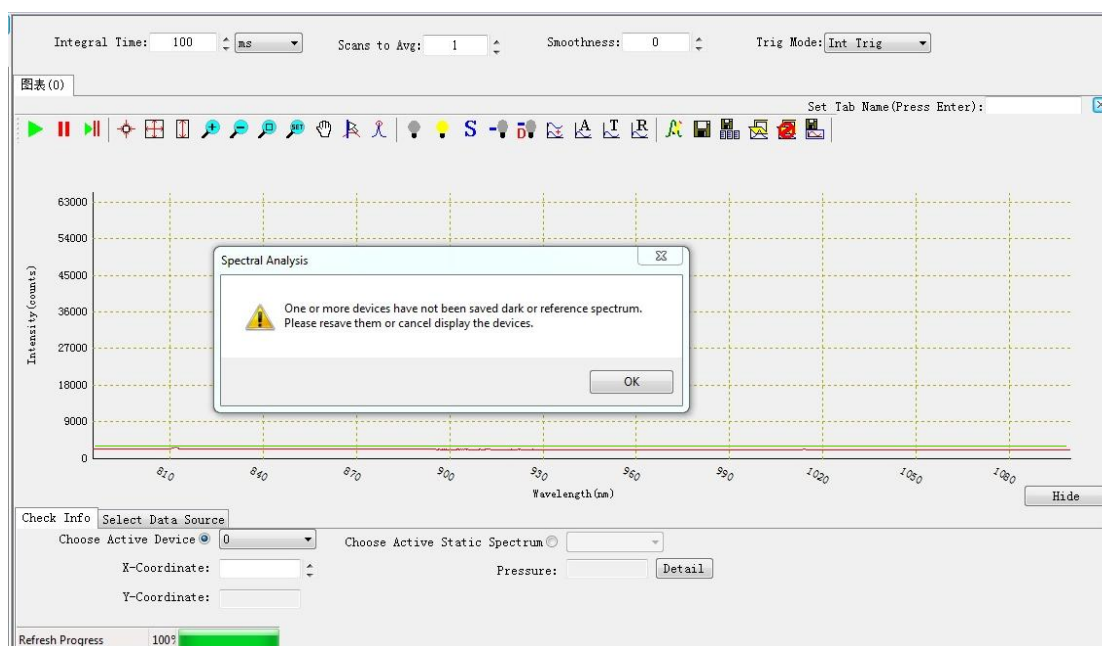 Integral Time: 100 ms Scans to Avg: 1 Smoothness: 0 Trig Mode: Int Trig
图表(0)
Set Tab Name(Press Enter):
SET S D A T R
63000
54000
45000
36000
27000
18000
9000
0
Intensity(counts)
Spectral Analysis
One or more devices have not been saved dark or reference spectrum.
Please resave them or cancel display the devices.
OK
810 840 870 900 930 960 990 1020 1050 1080
Wavelength(nm)
Hide
Check Info Select Data Source
Choose Active Device 0 Choose Active Static Spectrum
X-Coordinate: Pressure: Detail
Y-Coordinate:
Refresh Progress 100%